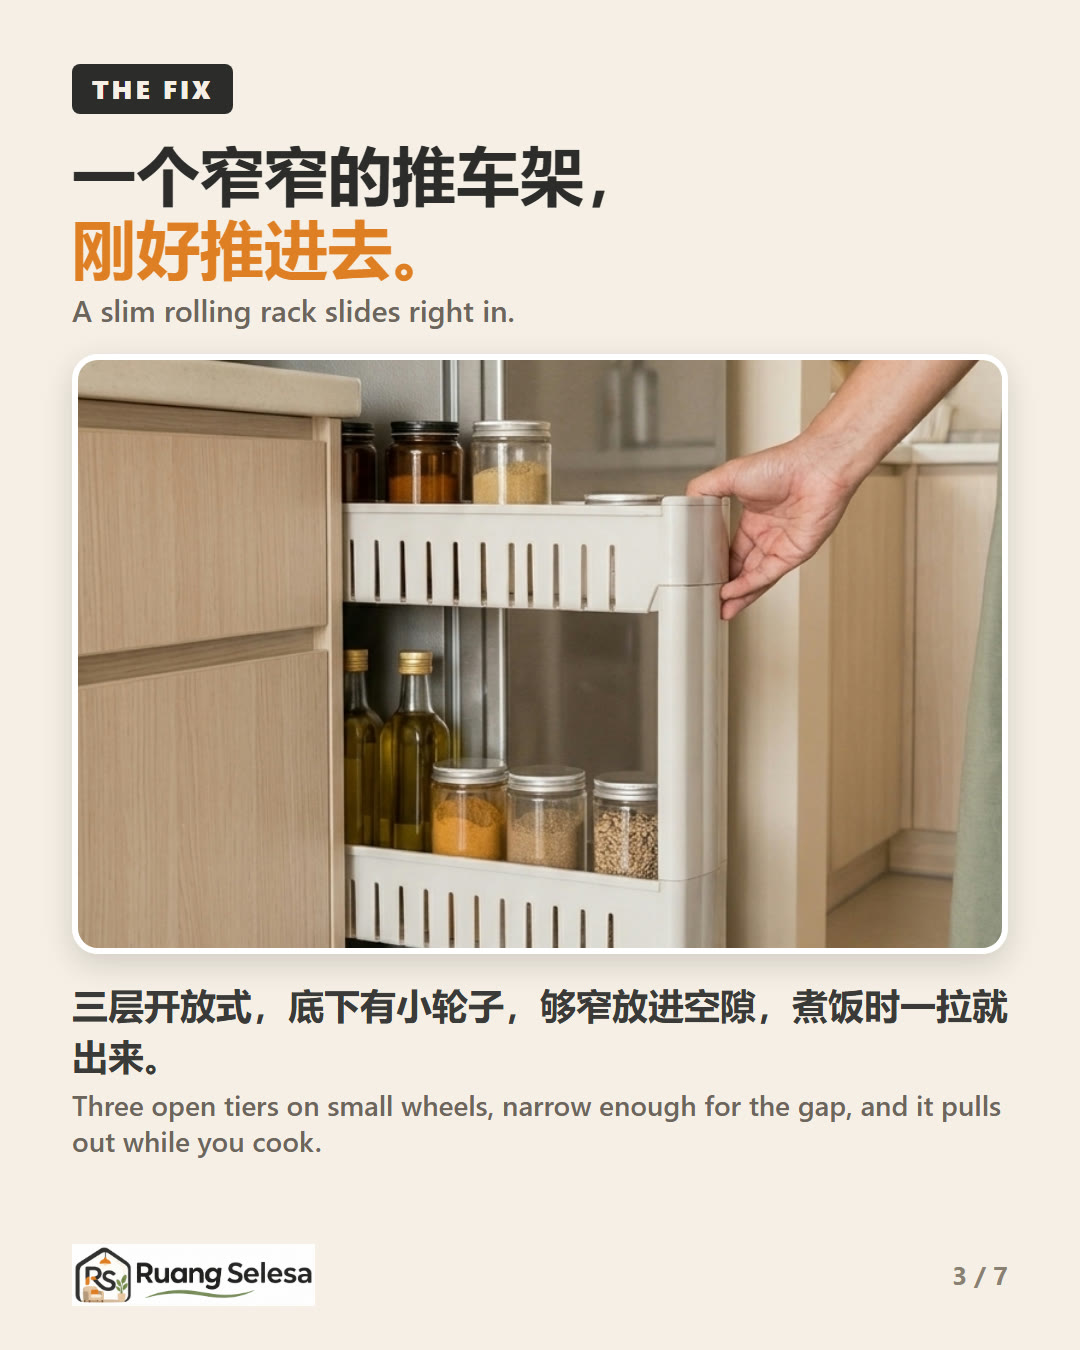 THE FIX
一个窄窄的推车架，
刚好推进去。
A slim rolling rack slides right in.
三层开放式，底下有小轮子，够窄放进空隙，煮饭时一拉就
出来。
Three open tiers on small wheels, narrow enough for the gap, and it pulls
out while you cook.
RS Ruang Selesa
3 / 7